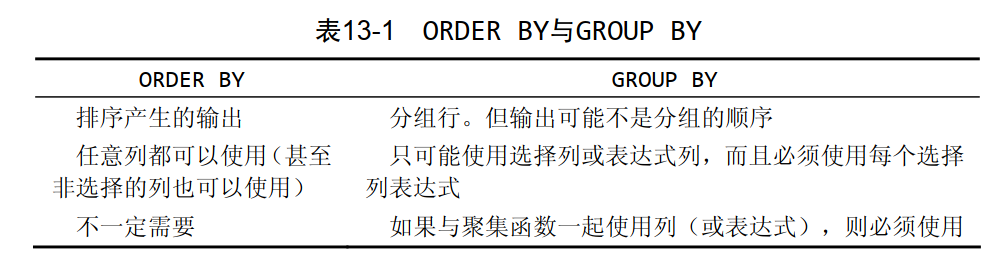 表13-1 ORDER BY与GROUP BY
ORDER BY GROUP BY
排序产生的输出 分组行。但输出可能不是分组的顺序
任意列都可以使用（甚至 只可能使用选择列或表达式列，而且必须使用每个选择
非选择的列也可以使用） 列表达式
不一定需要 如果与聚集函数一起使用列（或表达式），则必须使用